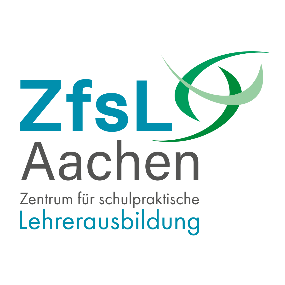 ZfsL
Aachen
Zentrum für schulpraktische
Lehrerausbildung